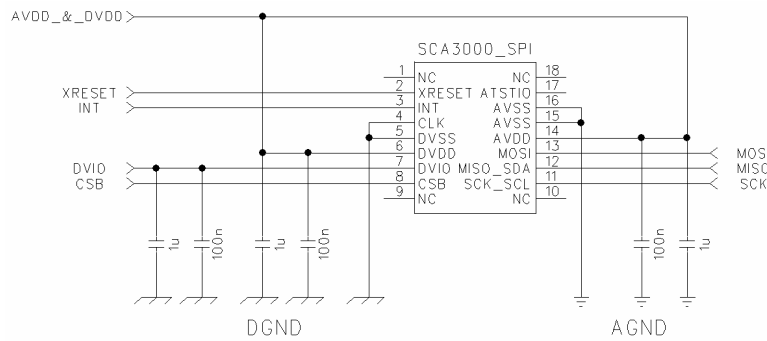 AVDD_&_DVDD
SCA3000_SPI
1 NC NC 18
XRESET 2 XRESET ATSTIO 17
INT 3 INT AVSS 16
4 CLK AVSS 15
5 DVSS AVDD 14
6 DVDD MOSI 13 MOS
DVIO 7 DVIO MISO_SDA 12 MISO
CSB 8 CSB SCK_SCL 11 SCK
9 NC NC 10
1u 100n 1u 100n 100n 1u
DGND AGND